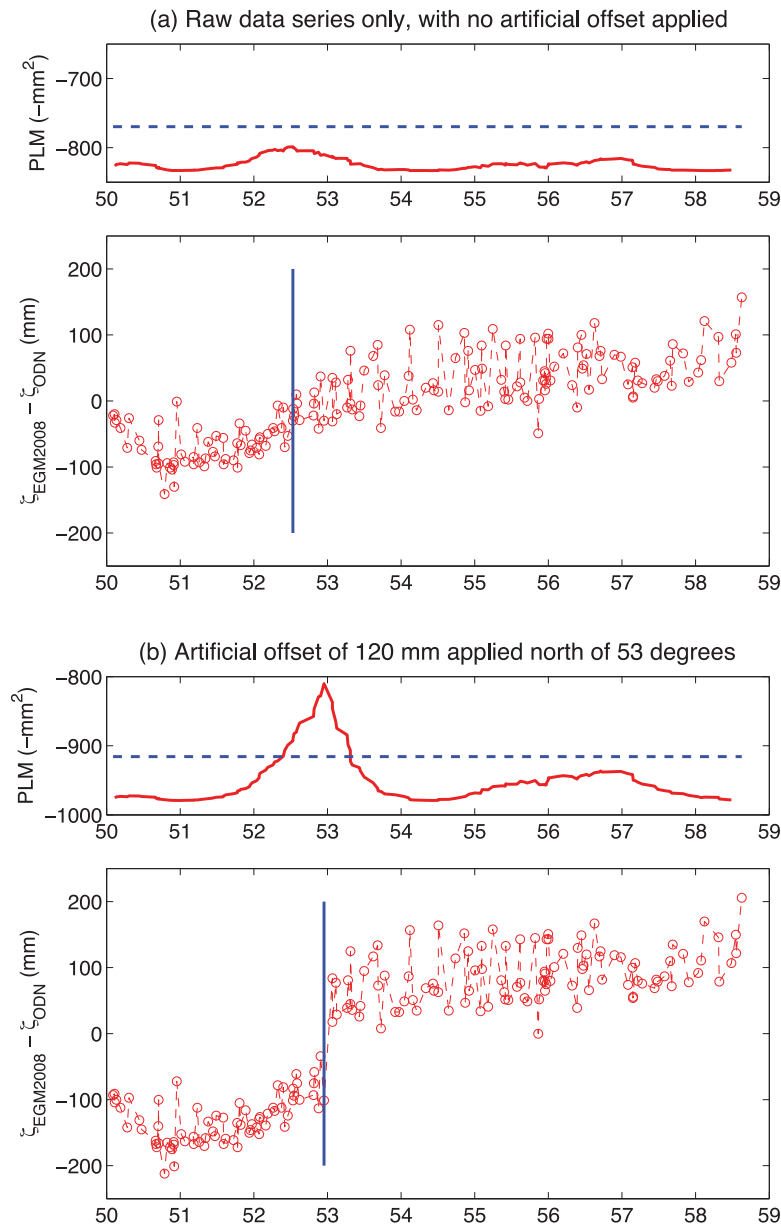 (a) Raw data series only, with no artificial offset applied
PLM (−mm²)
−700
−800
50 51 52 53 54 55 56 57 58 59
ζEGM2008 − ζODN (mm)
200
100
0
−100
−200
50 51 52 53 54 55 56 57 58 59
(b) Artificial offset of 120 mm applied north of 53 degrees
PLM (−mm²)
−800
−900
−1000
50 51 52 53 54 55 56 57 58 59
ζEGM2008 − ζODN (mm)
200
100
0
−100
−200
50 51 52 53 54 55 56 57 58 59